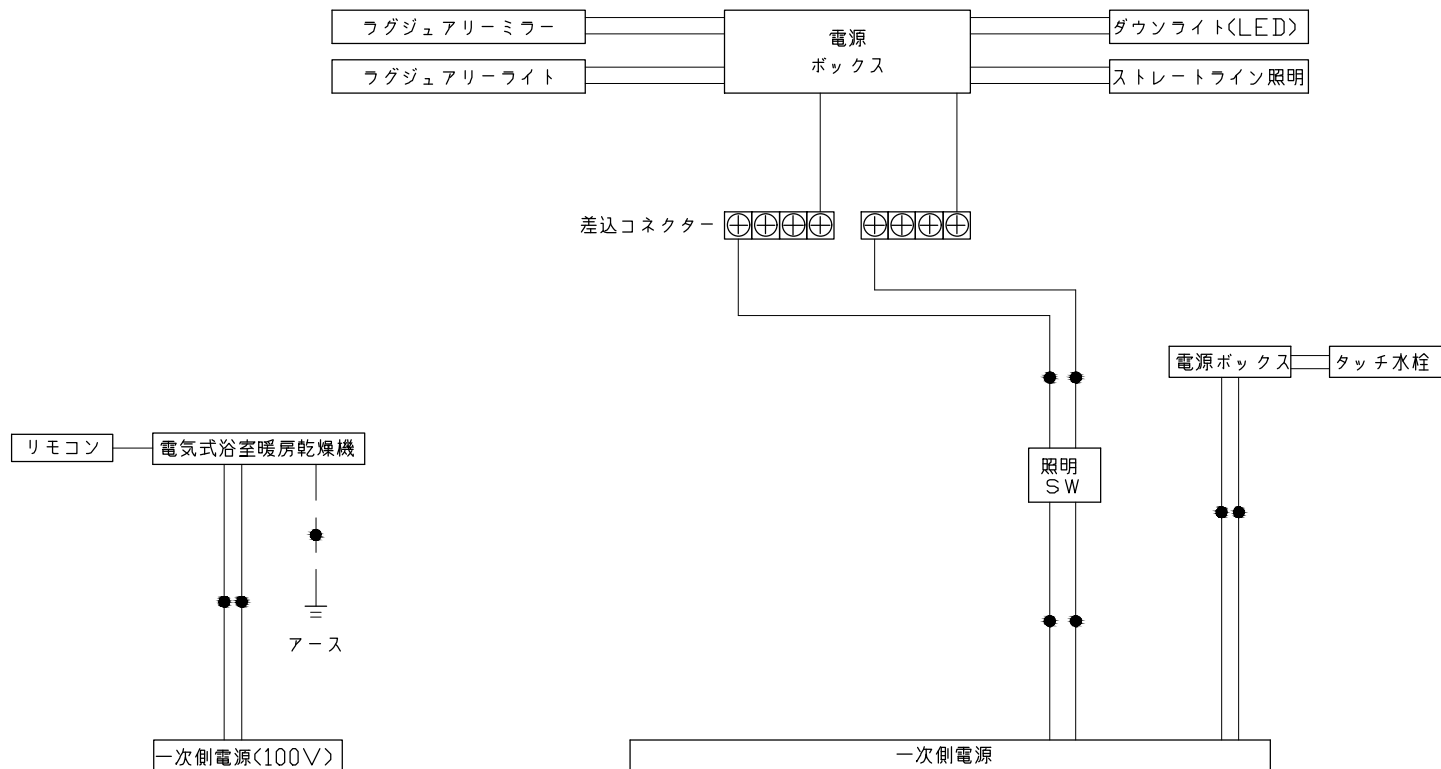 ラグジュアリーミラー
電源
ボックス
ダウンライト(LED)
ラグジュアリーライト
ストレートライン照明
差込コネクター
電源ボックス
タッチ水栓
リモコン
電気式浴室暖房乾燥機
照明
SW
アース
一次側電源(100V)
一次側電源